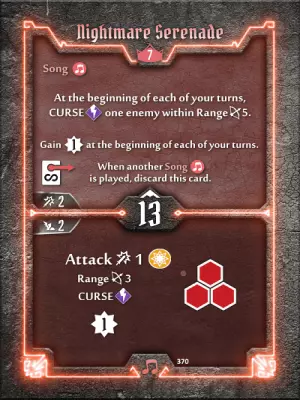 Nightmare Serenade
7
Song
At the beginning of each of your turns,
CURSE one enemy within Range 5.
Gain 1 at the beginning of each of your turns.
When another Song
is played, discard this card.
2
13
2
Attack 1
Range 3
CURSE
1
370